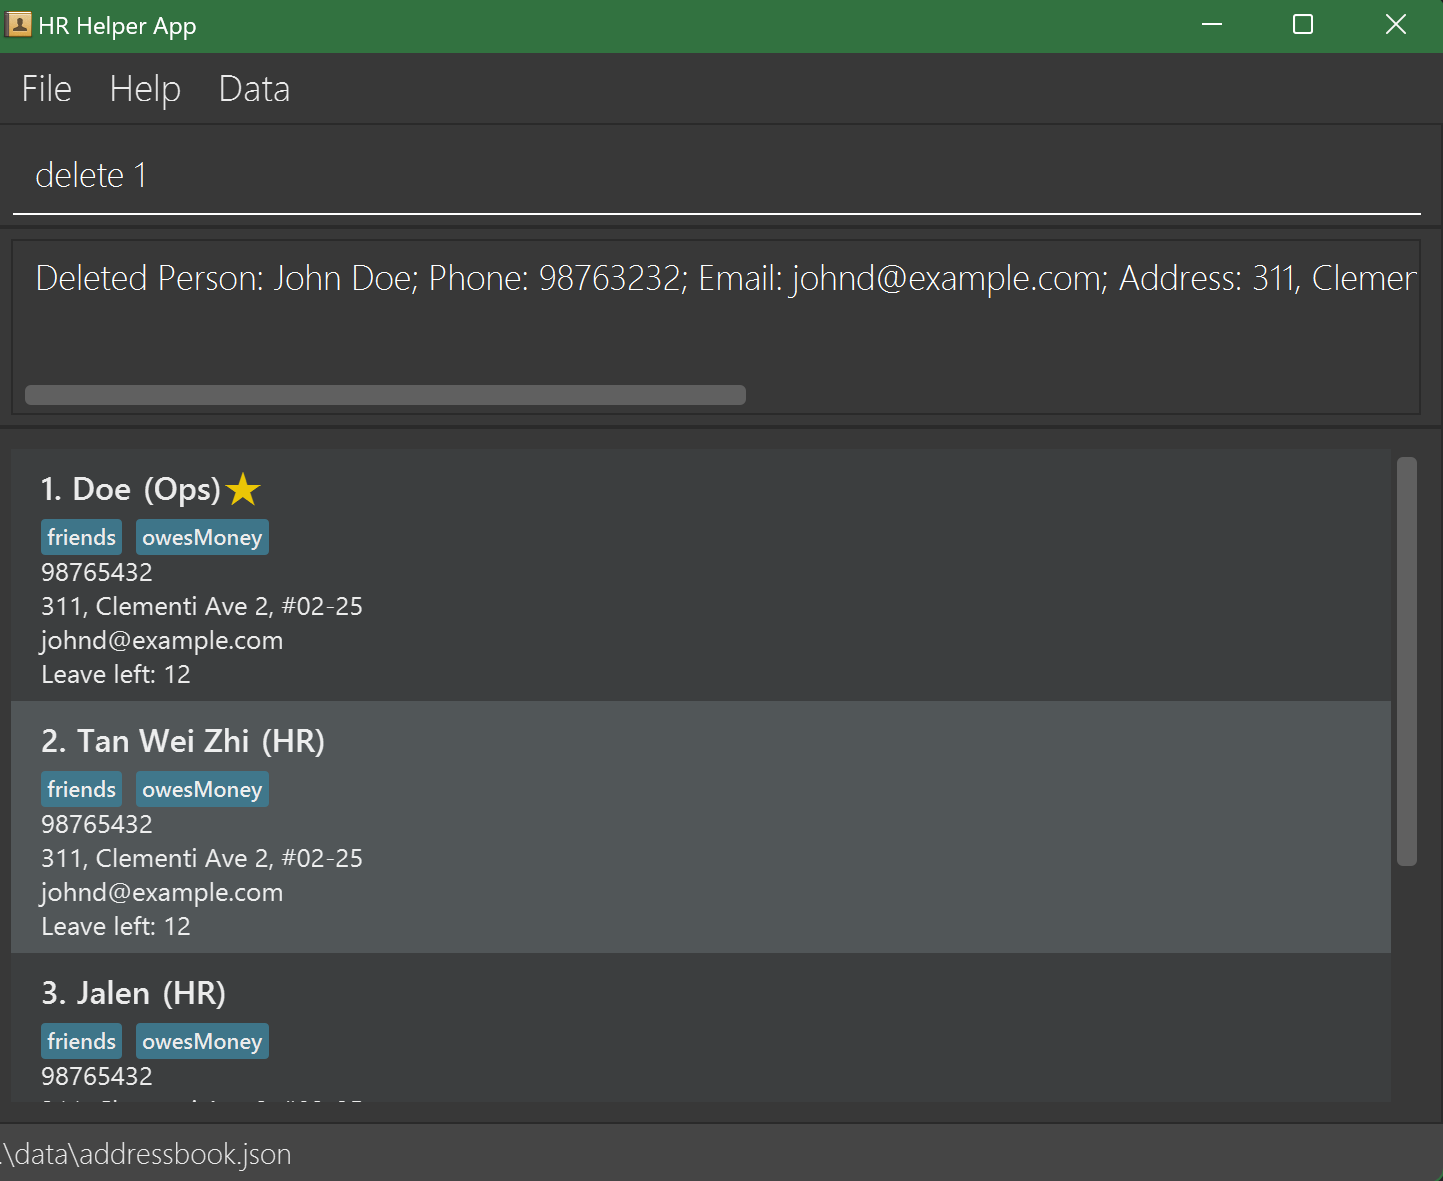 HR Helper App
File Help Data
delete 1
Deleted Person: John Doe; Phone: 98763232; Email: johnd@example.com; Address: 311, Clemen
1. Doe (Ops)
friends owesMoney
98765432
311, Clementi Ave 2, #02-25
johnd@example.com
Leave left: 12
2. Tan Wei Zhi (HR)
friends owesMoney
98765432
311, Clementi Ave 2, #02-25
johnd@example.com
Leave left: 12
3. Jalen (HR)
friends owesMoney
98765432
.\data\addressbook.json